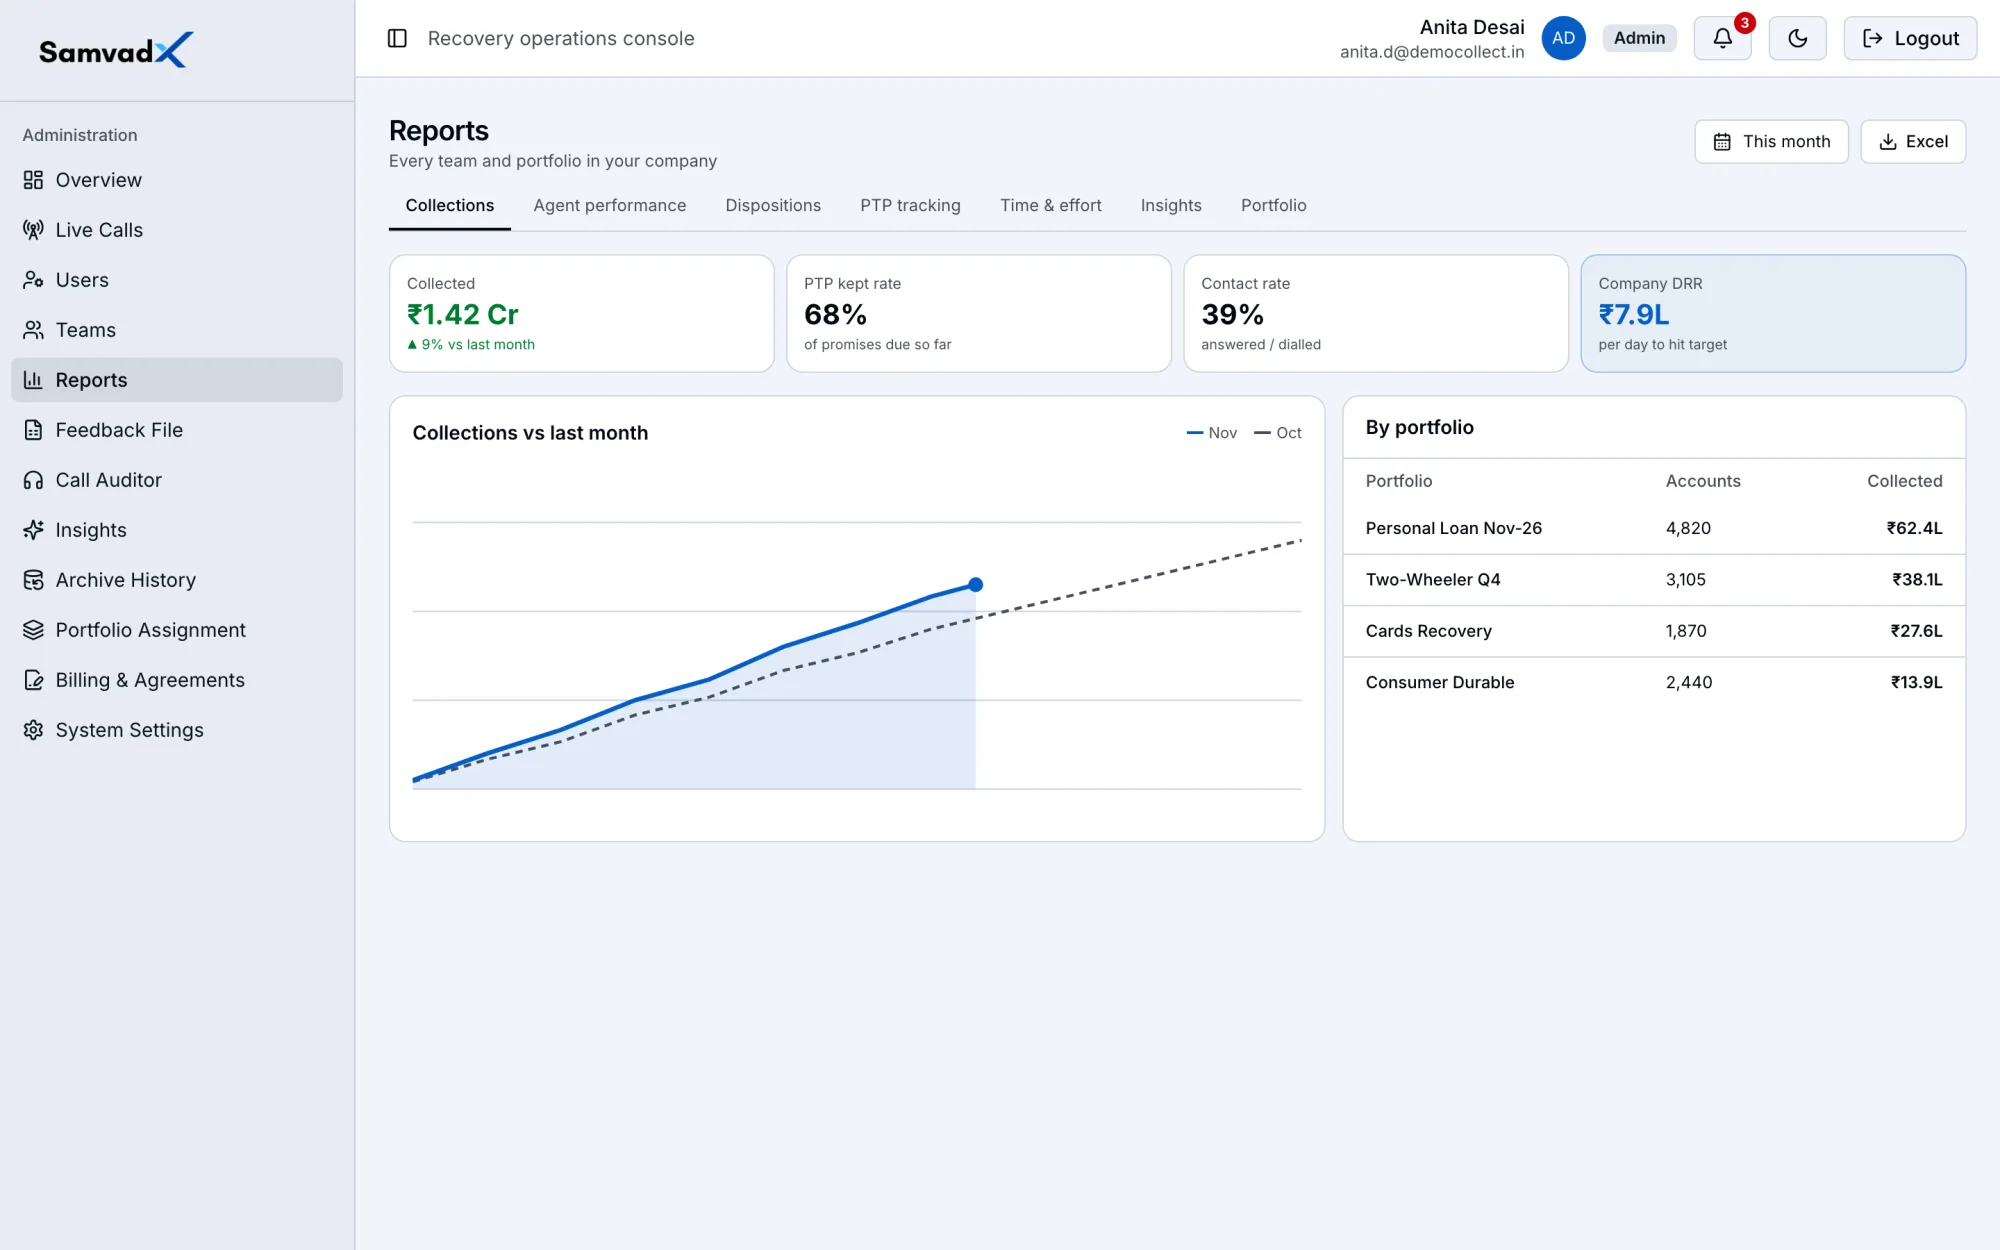 SamvadX
Recovery operations console
Anita Desai
anita.d@democollect.in
AD
Admin
3
Logout
Administration
Overview
Live Calls
Users
Teams
Reports
Feedback File
Call Auditor
Insights
Archive History
Portfolio Assignment
Billing & Agreements
System Settings
Reports
Every team and portfolio in your company
This month
Excel
Collections
Agent performance
Dispositions
PTP tracking
Time & effort
Insights
Portfolio
Collected
₹1.42 Cr
▲ 9% vs last month
PTP kept rate
68%
of promises due so far
Contact rate
39%
answered / dialled
Company DRR
₹7.9L
per day to hit target
Collections vs last month
Nov
Oct
By portfolio
Portfolio Accounts Collected
Personal Loan Nov-26 4,820 ₹62.4L
Two-Wheeler Q4 3,105 ₹38.1L
Cards Recovery 1,870 ₹27.6L
Consumer Durable 2,440 ₹13.9L